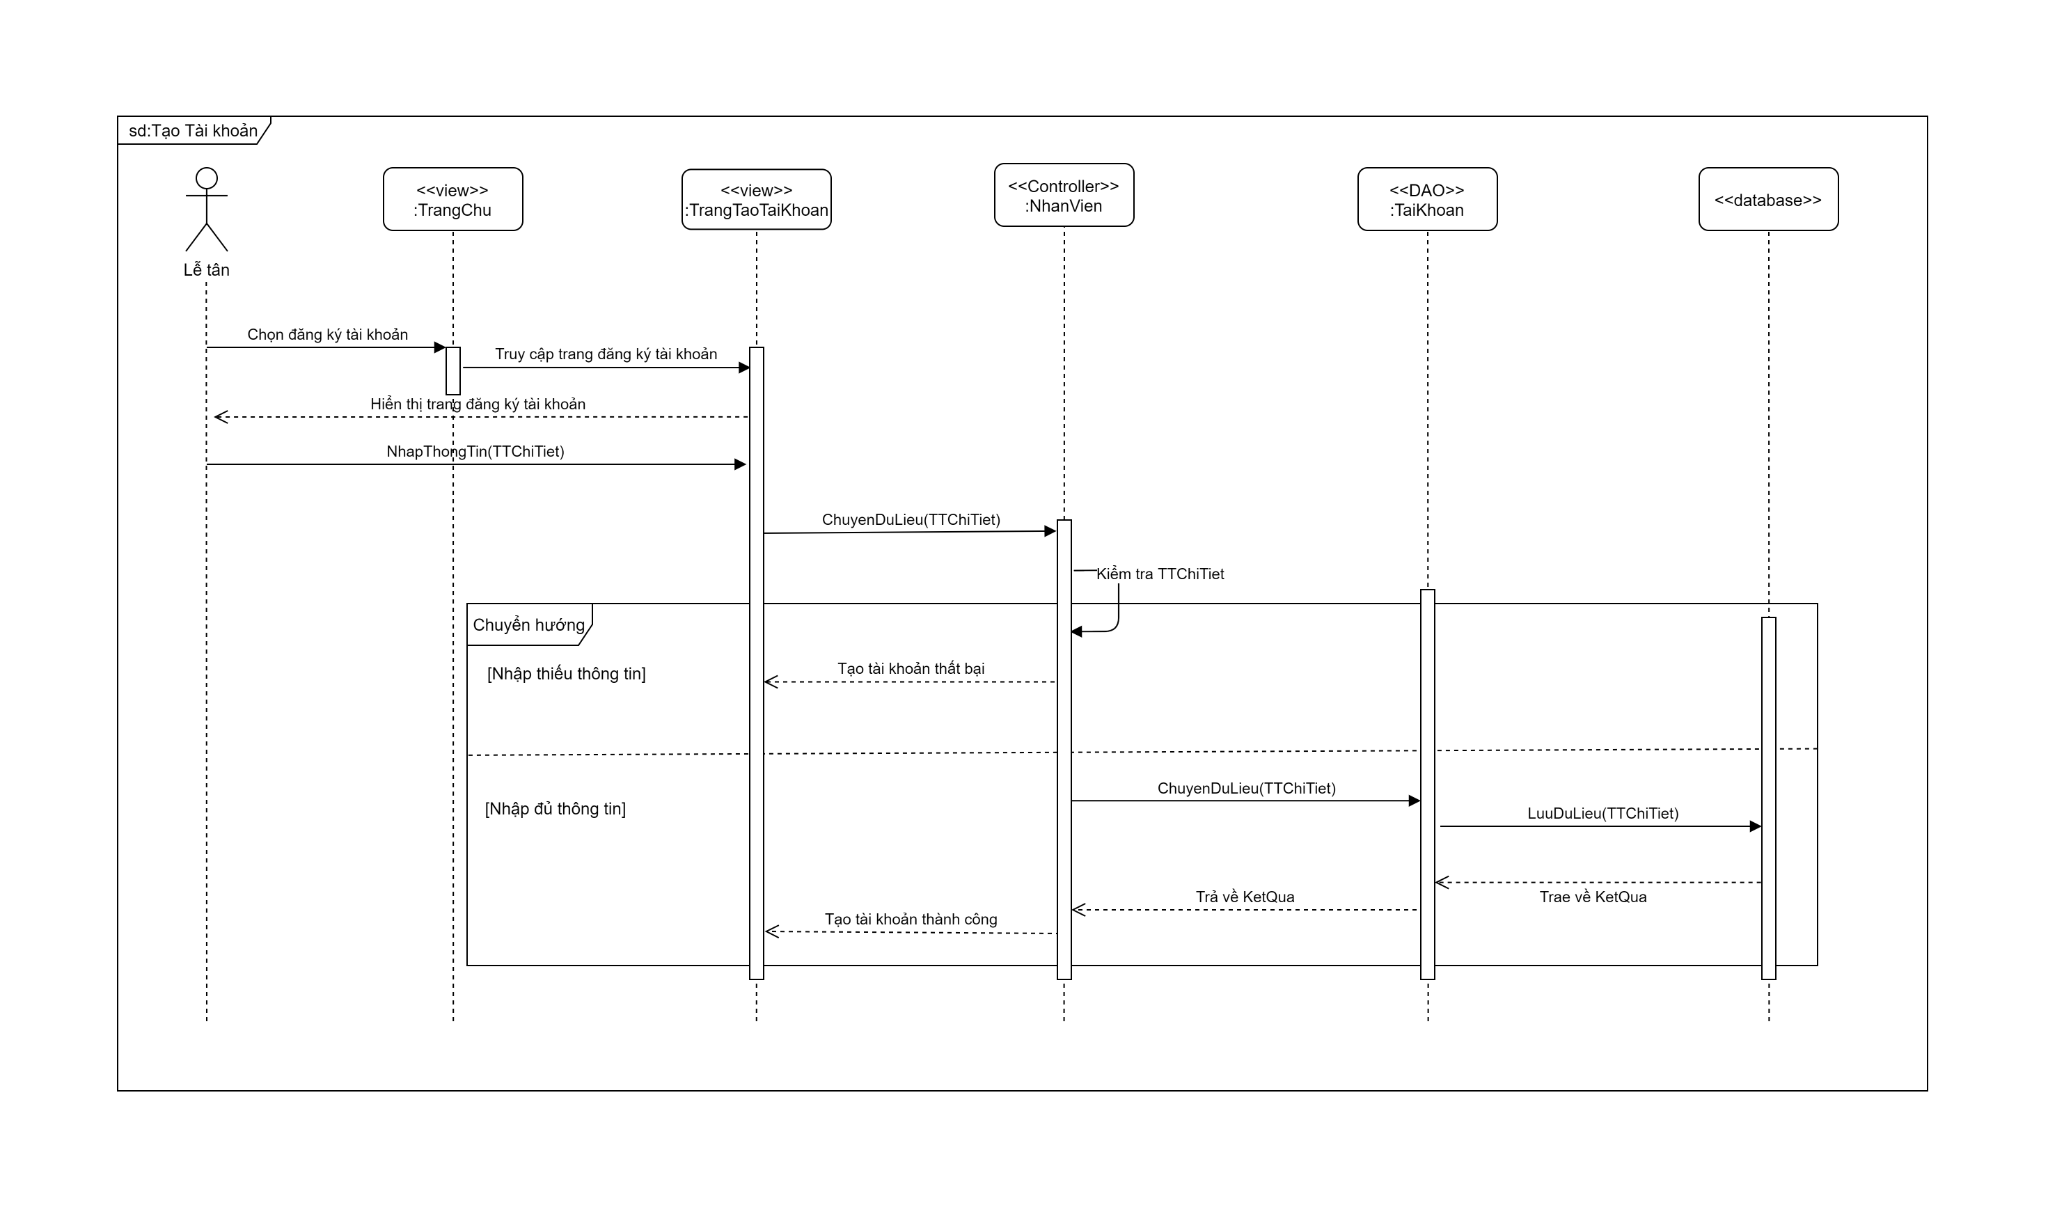 sd:Tạo Tài khoản
<<view>>
:TrangChu
<<view>>
:TrangTaoTaiKhoan
<<Controller>>
:NhanVien
<<DAO>>
:TaiKhoan
<<database>>
Lễ tân
Chọn đăng ký tài khoản
Truy cập trang đăng ký tài khoản
Hiển thị trang đăng ký tài khoản
NhapThongTin(TTChiTiet)
ChuyenDuLieu(TTChiTiet)
Kiểm tra TTChiTiet
Chuyển hướng
[Nhập thiếu thông tin]
Tạo tài khoản thất bại
ChuyenDuLieu(TTChiTiet)
[Nhập đủ thông tin]
LuuDuLieu(TTChiTiet)
Trả về KetQua
Trae về KetQua
Tạo tài khoản thành công